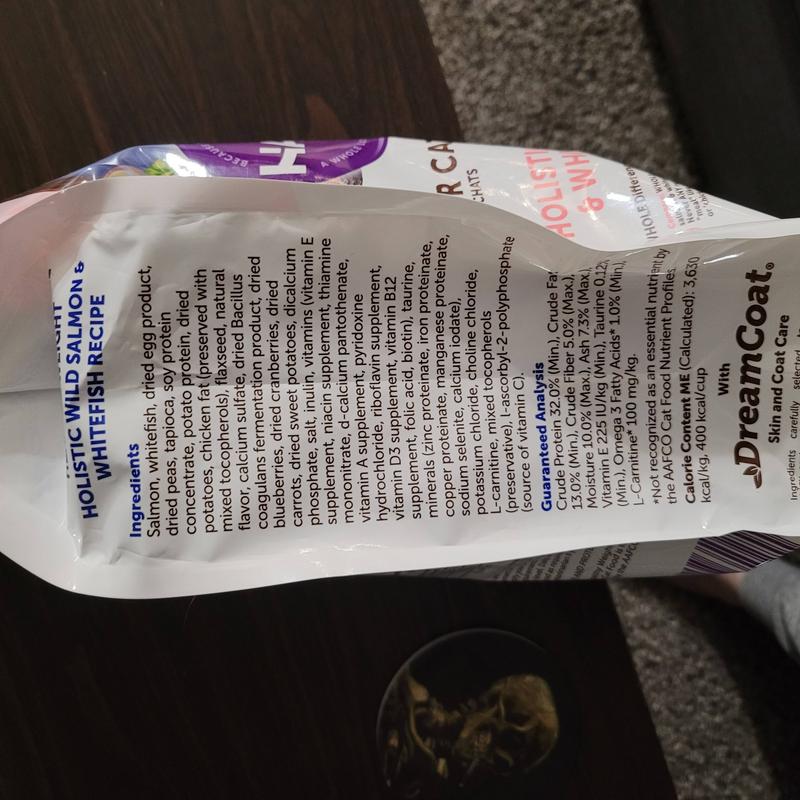 HOLISTIC WILD SALMON &
WHITEFISH RECIPE
Ingredients
Salmon, whitefish, dried egg product,
dried peas, tapioca, soy protein
concentrate, potato protein, dried
potatoes, chicken fat (preserved with
mixed tocopherols), flaxseed, natural
flavor, calcium sulfate, dried Bacillus
coagulans fermentation product, dried
blueberries, dried cranberries, dried
carrots, dried sweet potatoes, dicalcium
phosphate, salt, inulin, vitamins (vitamin E
supplement, niacin supplement, thiamine
mononitrate, d-calcium pantothenate,
vitamin A supplement, pyridoxine
hydrochloride, riboflavin supplement,
vitamin D3 supplement, vitamin B12
supplement, folic acid, biotin), taurine,
minerals (zinc proteinate, iron proteinate,
copper proteinate, manganese proteinate,
sodium selenite, calcium iodate),
potassium chloride, choline chloride,
L-carnitine, mixed tocopherols
(preservative), l-ascorbyl-2-polyphosphate
(source of vitamin C).
Guaranteed Analysis
Crude Protein 32.0% (Min.), Crude Fat
13.0% (Min.), Crude Fiber 5.0% (Max.),
Moisture 10.0% (Max.), Ash 7.3% (Max.),
Vitamin E 225 IU/kg (Min.), Taurine 0.12%
(Min.), Omega 3 Fatty Acids* 1.0% (Min.),
L-Carnitine* 100 mg/kg.
*Not recognized as an essential nutrient by
the AAFCO Cat Food Nutrient Profiles.
Calorie Content ME (Calculated): 3,630
kcal/kg, 400 kcal/cup
With
DreamCoat®
Skin and Coat Care
Ingredients carefully selected
BECAUSE
A WHOLE
R CA
CHATS
HOLISTI
& WH